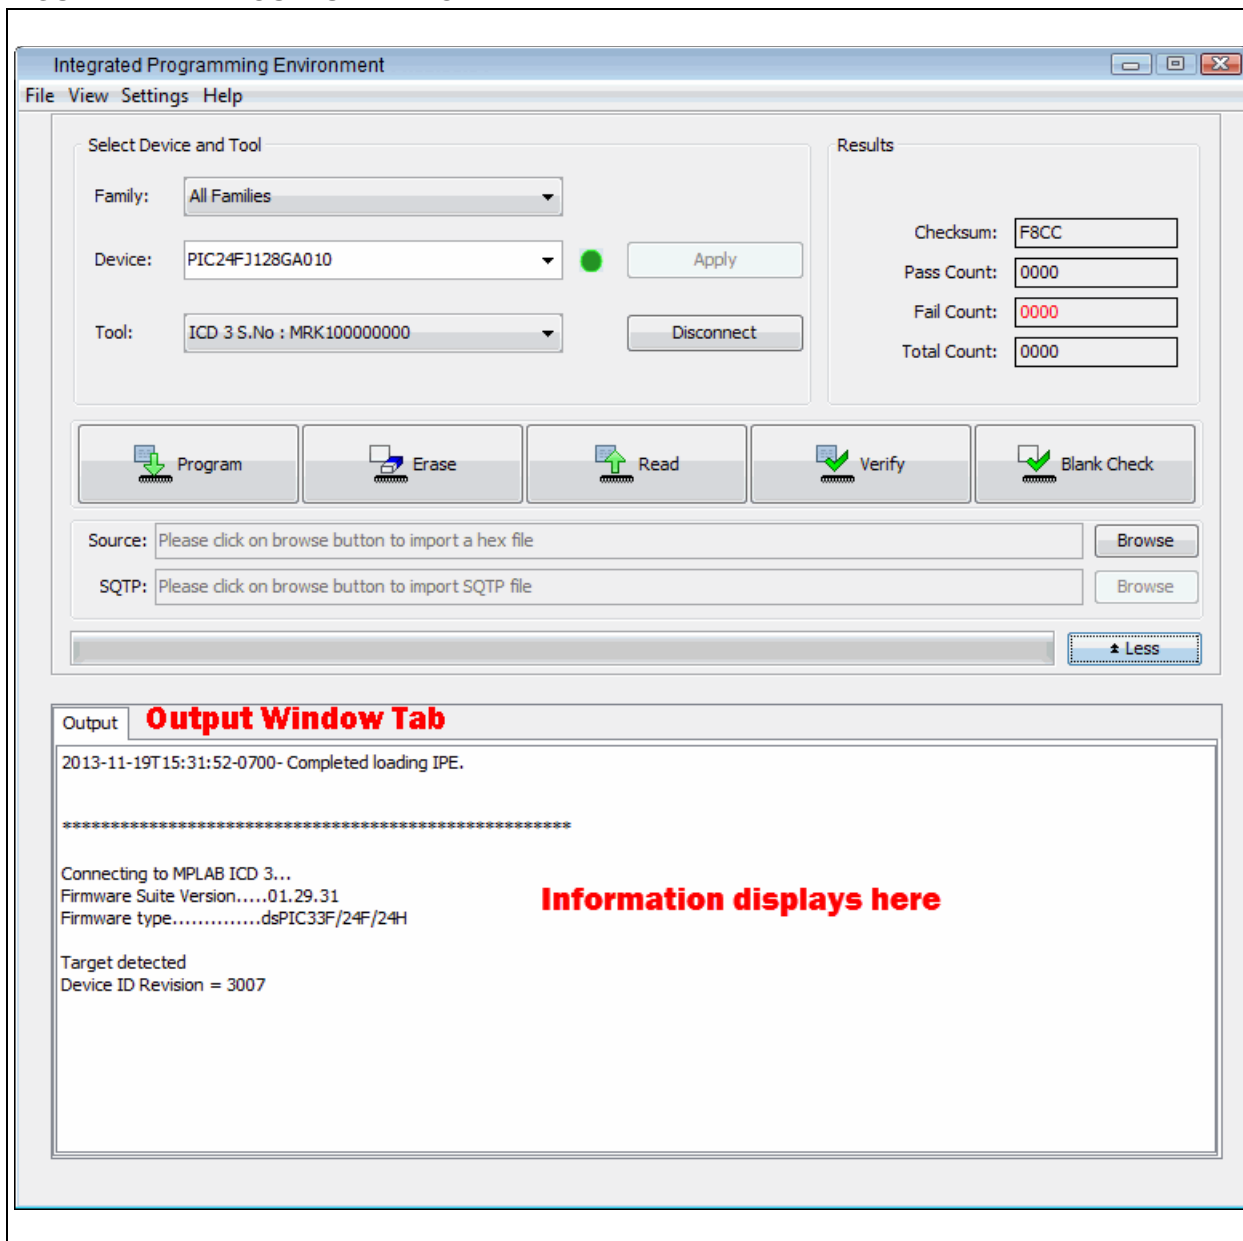 Integrated Programming Environment
File View Settings Help
Select Device and Tool
Family: All Families
Device: PIC24FJ128GA010 Apply
Tool: ICD 3 S.No : MRK100000000 Disconnect
Results
Checksum: F8CC
Pass Count: 0000
Fail Count: 0000
Total Count: 0000
Program Erase Read Verify Blank Check
Source: Please click on browse button to import a hex file Browse
SQTP: Please click on browse button to import SQTP file Browse
Less
Output Output Window Tab
2013-11-19T15:31:52-0700- Completed loading IPE.
*****************************************************
Connecting to MPLAB ICD 3...
Firmware Suite Version.....01.29.31
Firmware type..............dsPIC33F/24F/24H
Information displays here
Target detected
Device ID Revision = 3007